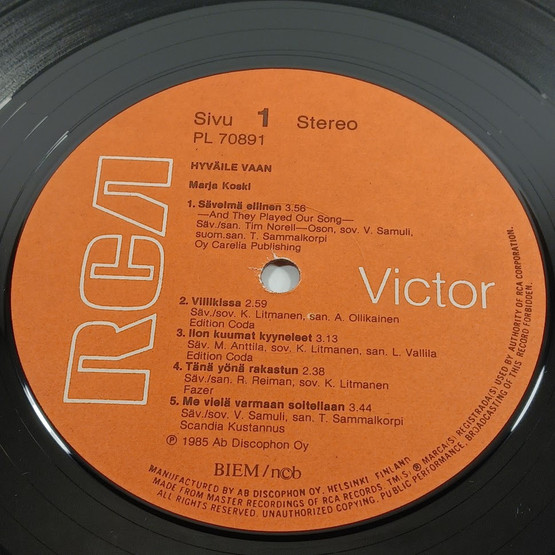 Sivu 1 Stereo
PL 70891
HYVÄILE VAAN
Marja Koski
1. Sävelmä eilinen 3.56
—And They Played Our Song—
Säv./san. Tim Norell—Oson, sov. V. Samuli,
suom.san. T. Sammalkorpi
Oy Carelia Publishing
RCA
Victor
2. Villikissa 2.59
Säv./sov. K. Litmanen, san. A. Ollikainen
Edition Coda
3. Ilon kuumat kyyneleet 3.13
Säv. M. Anttila, sov. K. Litmanen, san. L. Vallila
Edition Coda
4. Tänä yönä rakastun 2.38
Säv./san. R. Reiman, sov. K. Litmanen
Fazer
5. Me vielä varmaan soitellaan 3.44
Säv./sov. V. Samuli, san. T. Sammalkorpi
Scandia Kustannus
℗ 1985 Ab Discophon Oy
BIEM/ncb
MANUFACTURED BY AB DISCOPHON OY, HELSINKI, FINLAND
MADE FROM MASTER RECORDINGS OF RCA RECORDS. TM(S) ® MARCA(S) REGISTRADA(S) USED BY AUTHORITY OF RCA CORPORATION.
ALL RIGHTS RESERVED. UNAUTHORIZED COPYING, PUBLIC PERFORMANCE, BROADCASTING OF THIS RECORD FORBIDDEN.